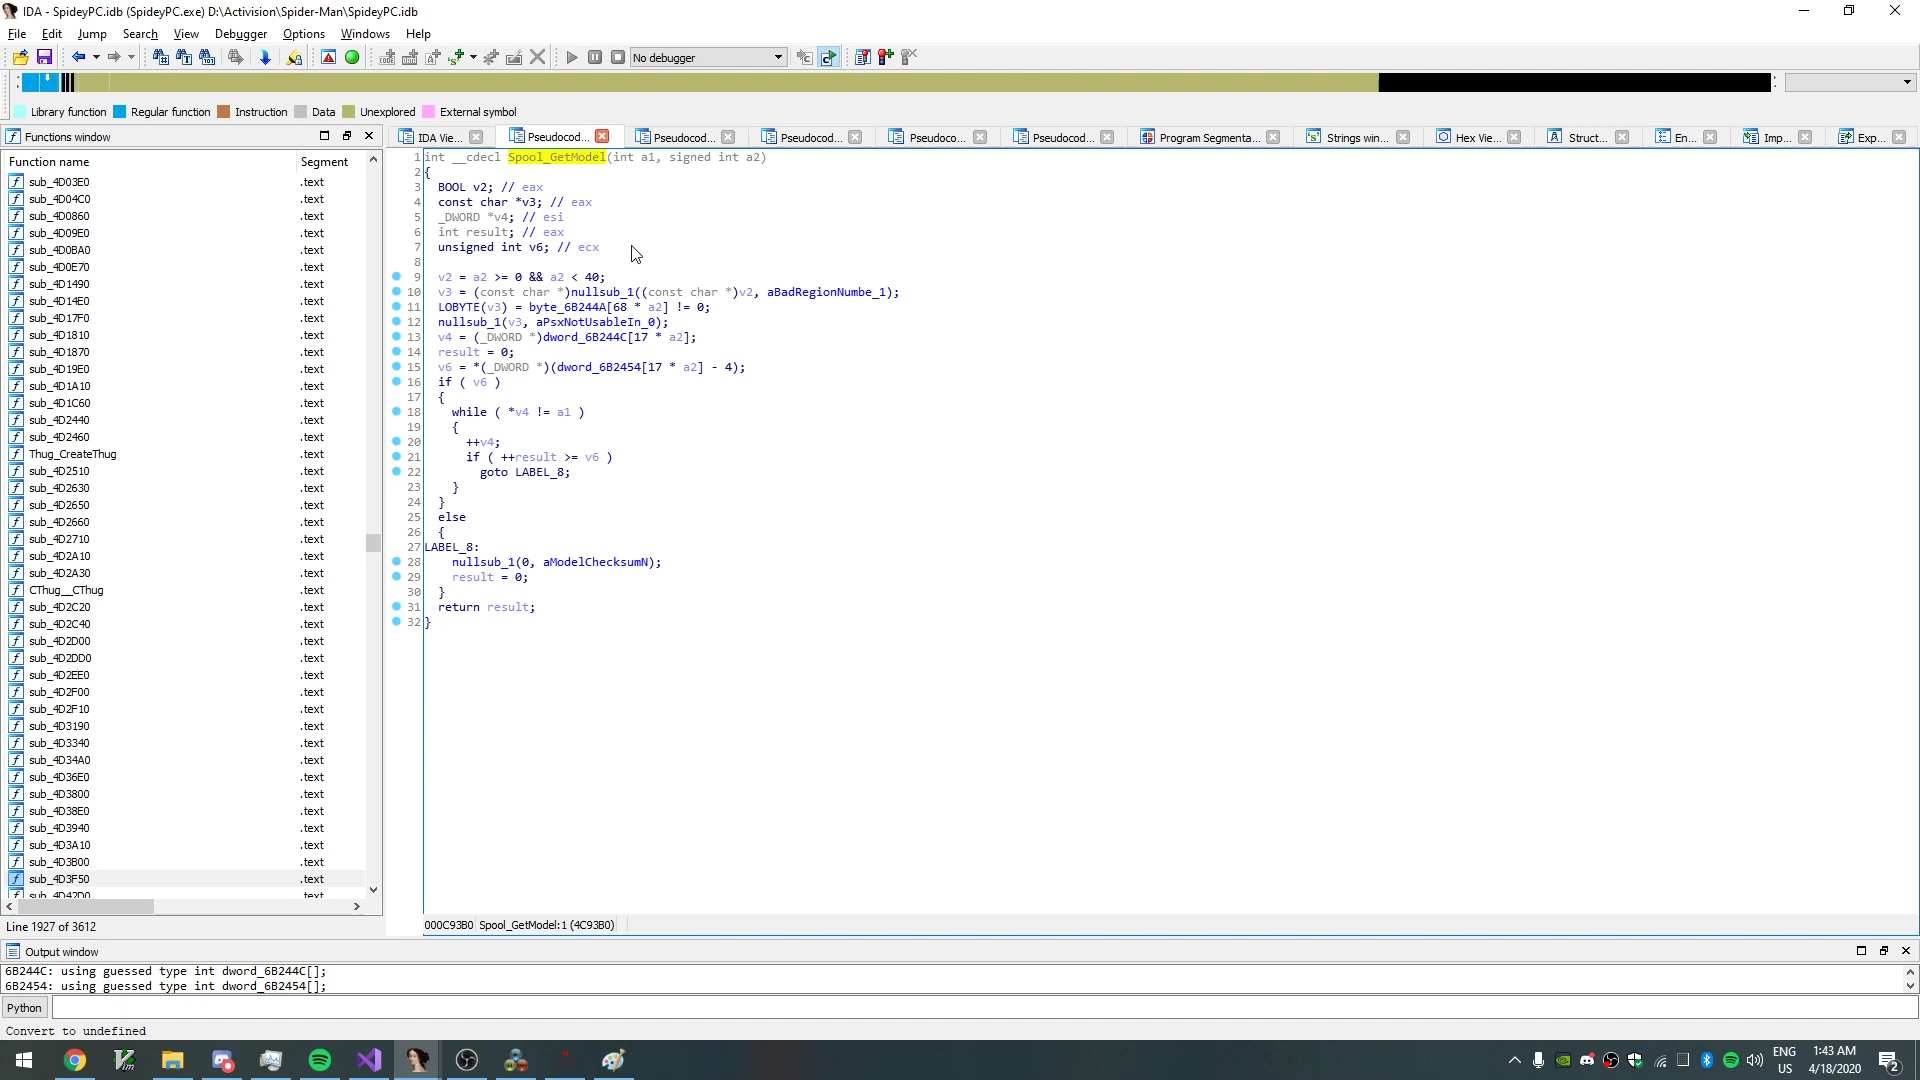 IDA - SpideyPC.idb (SpideyPC.exe) D:\Activision\Spider-Man\SpideyPC.idb
File Edit Jump Search View Debugger Options Windows Help
No debugger
Library function Regular function Instruction Data Unexplored External symbol
Functions window
IDA Vie... Pseudocod... Pseudocod... Pseudocod... Pseudoco... Pseudocod... Program Segmenta... Strings win... Hex Vie... Struct... En... Imp... Exp...
Function name Segment
sub_4D03E0 .text
sub_4D04C0 .text
sub_4D0860 .text
sub_4D09E0 .text
sub_4D0BA0 .text
sub_4D0E70 .text
sub_4D1490 .text
sub_4D14E0 .text
sub_4D17F0 .text
sub_4D1810 .text
sub_4D1870 .text
sub_4D19E0 .text
sub_4D1A10 .text
sub_4D1C60 .text
sub_4D2440 .text
sub_4D2460 .text
Thug_CreateThug .text
sub_4D2510 .text
sub_4D2630 .text
sub_4D2650 .text
sub_4D2660 .text
sub_4D2710 .text
sub_4D2A10 .text
sub_4D2A30 .text
CThug__CThug .text
sub_4D2C20 .text
sub_4D2C40 .text
sub_4D2D00 .text
sub_4D2DD0 .text
sub_4D2EE0 .text
sub_4D2F00 .text
sub_4D2F10 .text
sub_4D3190 .text
sub_4D3340 .text
sub_4D34A0 .text
sub_4D36E0 .text
sub_4D3800 .text
sub_4D38E0 .text
sub_4D3940 .text
sub_4D3A10 .text
sub_4D3B00 .text
sub_4D3F50 .text
sub_4D42D0 .text
Line 1927 of 3612
1 int __cdecl Spool_GetModel(int a1, signed int a2)
2 {
3 BOOL v2; // eax
4 const char *v3; // eax
5 _DWORD *v4; // esi
6 int result; // eax
7 unsigned int v6; // ecx
8
9 v2 = a2 >= 0 && a2 < 40;
10 v3 = (const char *)nullsub_1((const char *)v2, aBadRegionNumbe_1);
11 LOBYTE(v3) = byte_6B244A[68 * a2] != 0;
12 nullsub_1(v3, aPsxNotUsableIn_0);
13 v4 = (_DWORD *)dword_6B244C[17 * a2];
14 result = 0;
15 v6 = *(_DWORD *)(dword_6B2454[17 * a2] - 4);
16 if ( v6 )
17 {
18 while ( *v4 != a1 )
19 {
20 ++v4;
21 if ( ++result >= v6 )
22 goto LABEL_8;
23 }
24 }
25 else
26 {
27 LABEL_8:
28 nullsub_1(0, aModelChecksumN);
29 result = 0;
30 }
31 return result;
32 }
000C93B0 Spool_GetModel:1 (4C93B0)
Output window
6B244C: using guessed type int dword_6B244C[];
6B2454: using guessed type int dword_6B2454[];
Python
Convert to undefined
ENG 1:43 AM
US 4/18/2020
2